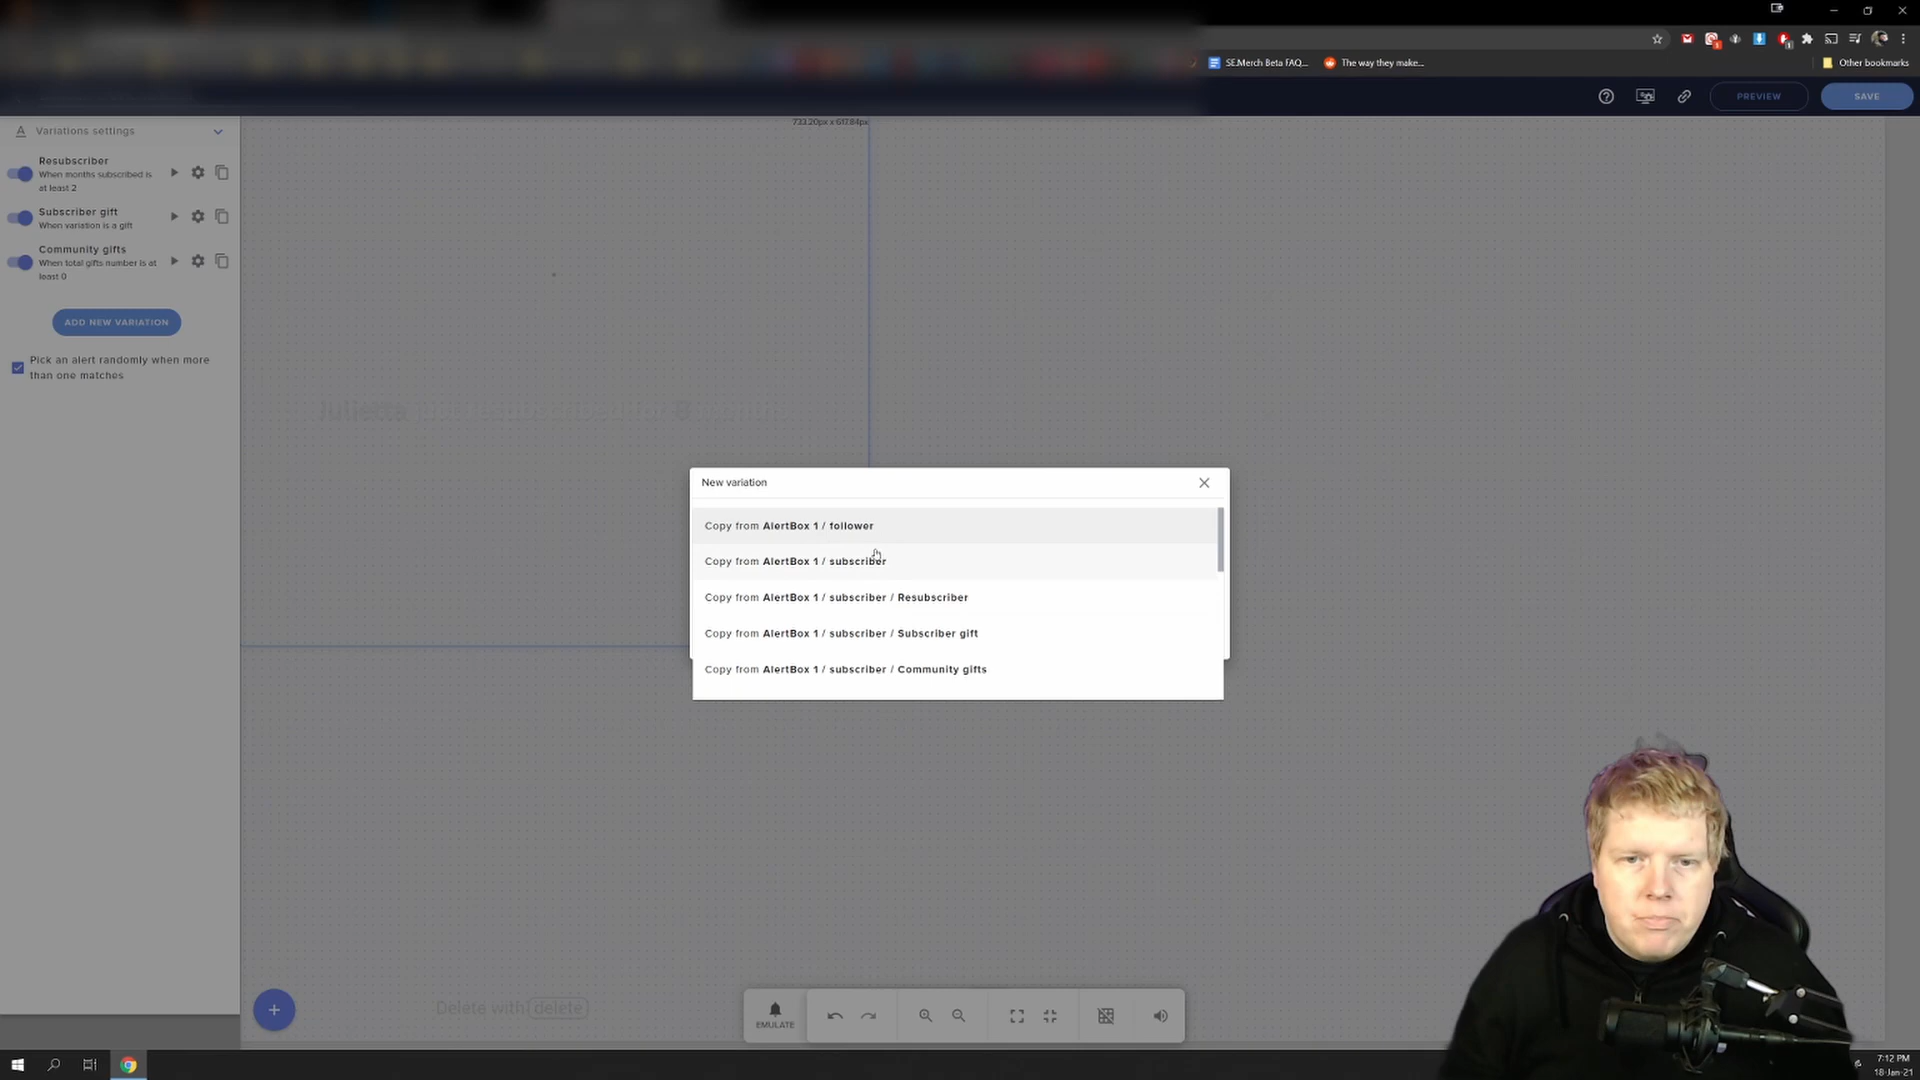 SE.Merch Beta FAQ...
The way they make...
Other bookmarks
PREVIEW
SAVE
Variations settings
733.20px x 617.84px
Resubscriber
When months subscribed is
at least 2
Subscriber gift
When variation is a gift
Community gifts
When total gifts number is at
least 0
ADD NEW VARIATION
Pick an alert randomly when more
than one matches
New variation
Copy from AlertBox 1 / follower
Copy from AlertBox 1 / subscriber
Copy from AlertBox 1 / subscriber / Resubscriber
Copy from AlertBox 1 / subscriber / Subscriber gift
Copy from AlertBox 1 / subscriber / Community gifts
Delete with delete
EMULATE
7:12 PM
18-Jan-21